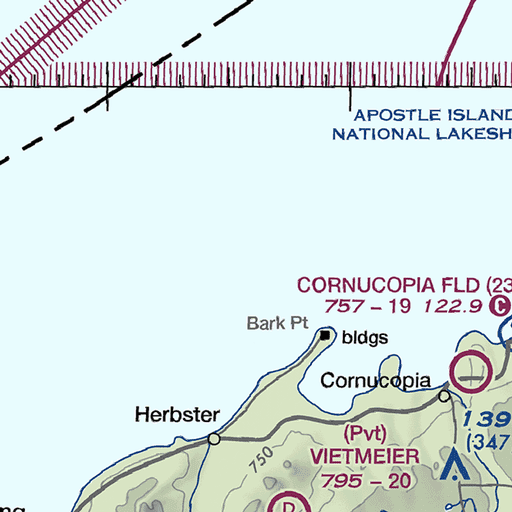 APOSTLE ISLAND
NATIONAL LAKESH
CORNUCOPIA FLD (23
757 - 19 122.9 C
Bark Pt
bldgs
Cornucopia
Herbster
139
(347
(Pvt)
VIETMEIER
795 - 20
750
ng